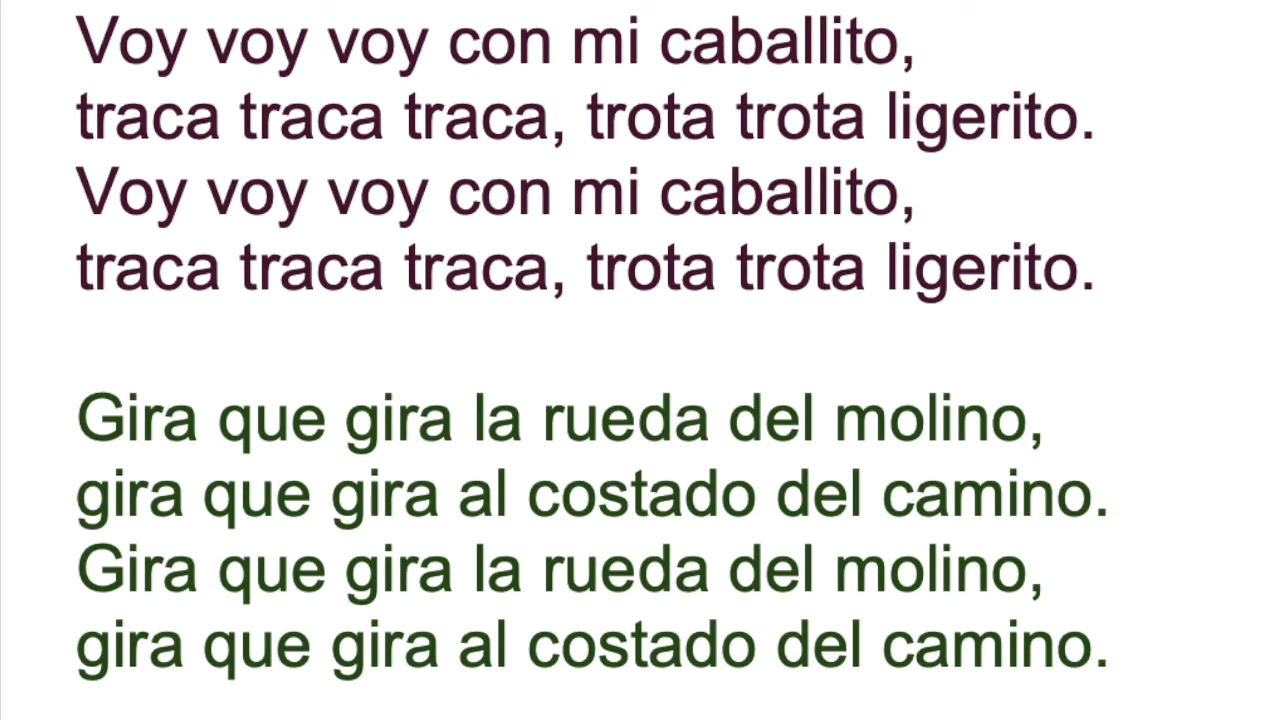 Voy voy voy con mi caballito,
traca traca traca, trota trota ligerito.
Voy voy voy con mi caballito,
traca traca traca, trota trota ligerito.
Gira que gira la rueda del molino,
gira que gira al costado del camino.
Gira que gira la rueda del molino,
gira que gira al costado del camino.